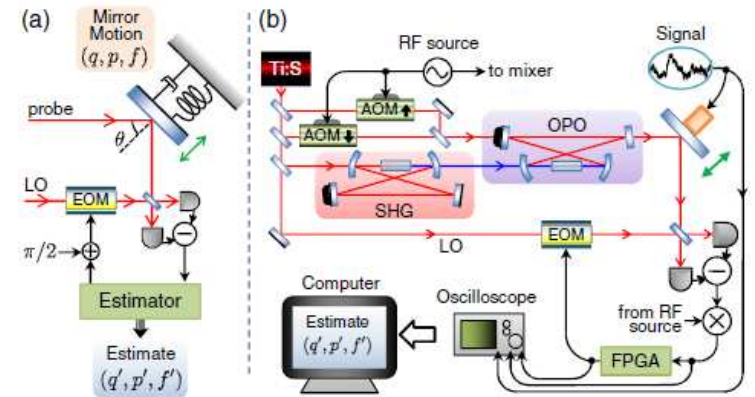 (a)
Mirror
Motion
(q, p, f)
probe
θ
LO
EOM
π/2
+
−
Estimator
Estimate
(q′, p′, f′)
(b)
Ti:S
RF source
to mixer
Signal
AOM
AOM
OPO
SHG
LO
EOM
−
from RF
source
×
Computer
Estimate
(q′, p′, f′)
Oscilloscope
FPGA